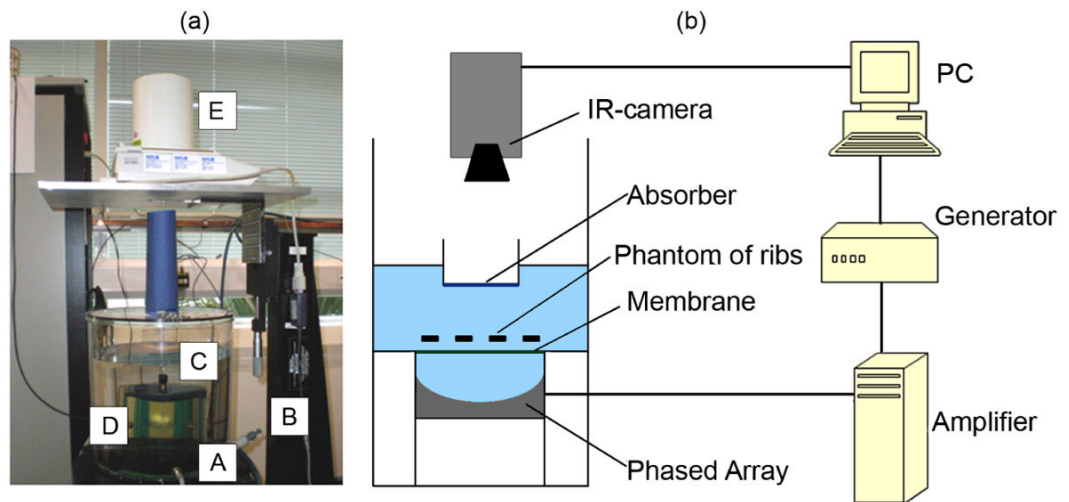 (a)
(b)
E
C
D
B
A
IR-camera
Absorber
Phantom of ribs
Membrane
Phased Array
PC
Generator
Amplifier